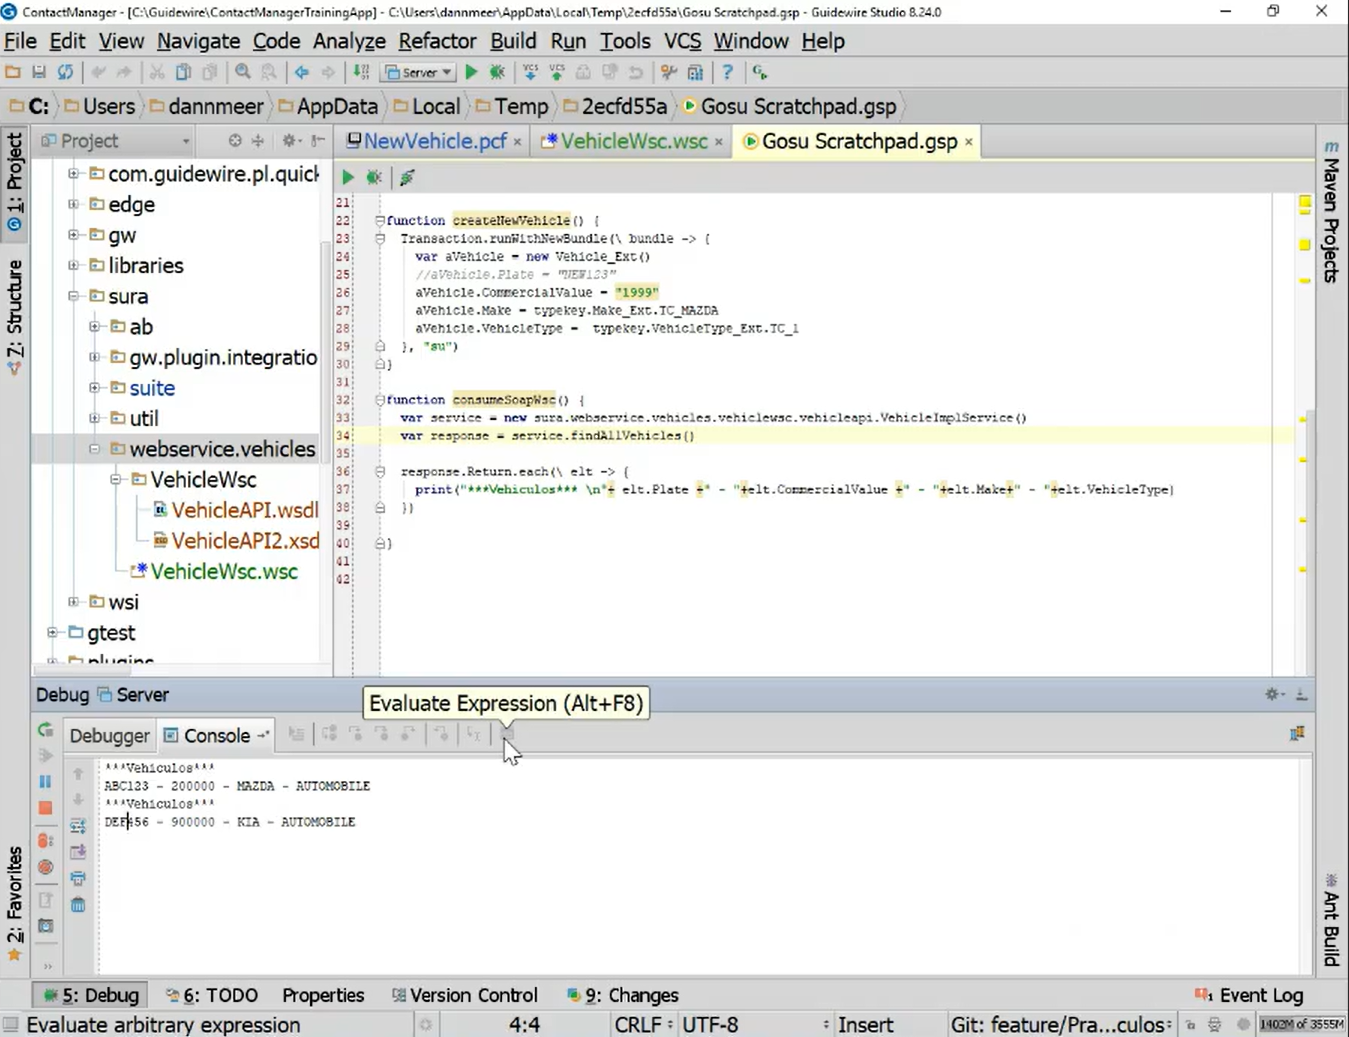 ContactManager - [C:\Guidewire\ContactManagerTrainingApp] - C:\Users\dannmeer\AppData\Local\Temp\2ecfd55a\Gosu Scratchpad.gsp - Guidewire Studio 8.24.0
File Edit View Navigate Code Analyze Refactor Build Run Tools VCS Window Help
Server
C: Users dannmeer AppData Local Temp 2ecfd55a Gosu Scratchpad.gsp
1: Project
7: Structure
2: Favorites
Project
com.guidewire.pl.quick
edge
gw
libraries
sura
ab
gw.plugin.integratio
suite
util
webservice.vehicles
VehicleWsc
VehicleAPI.wsdl
VehicleAPI2.xsd
VehicleWsc.wsc
wsi
gtest
plugins
NewVehicle.pcf VehicleWsc.wsc Gosu Scratchpad.gsp
21
22 function createNewVehicle() {
23 Transaction.runWithNewBundle(\ bundle -> {
24 var aVehicle = new Vehicle_Ext()
25 //aVehicle.Plate = "NEW123"
26 aVehicle.CommercialValue = "1999"
27 aVehicle.Make = typekey.Make_Ext.TC_MAZDA
28 aVehicle.VehicleType = typekey.VehicleType_Ext.TC_1
29 }, "su")
30 }
31
32 function consumeSoapWsc() {
33 var service = new sura.webservice.vehicles.vehiclewsc.vehicleapi.VehicleImplService()
34 var response = service.findAllVehicles()
35
36 response.Return.each(\ elt -> {
37 print("***Vehiculos*** \n"+ elt.Plate +" - "+elt.CommercialValue +" - "+elt.Make+" - "+elt.VehicleType)
38 })
39
40 }
41
42
m Maven Projects
Ant Build
Debug Server
Evaluate Expression (Alt+F8)
Debugger Console
***Vehiculos***
ABC123 - 200000 - MAZDA - AUTOMOBILE
***Vehiculos***
DEF456 - 900000 - KIA - AUTOMOBILE
5: Debug 6: TODO Properties Version Control 9: Changes 1 Event Log
Evaluate arbitrary expression 4:4 CRLF UTF-8 Insert Git: feature/Pra...culos 1402M of 3555M